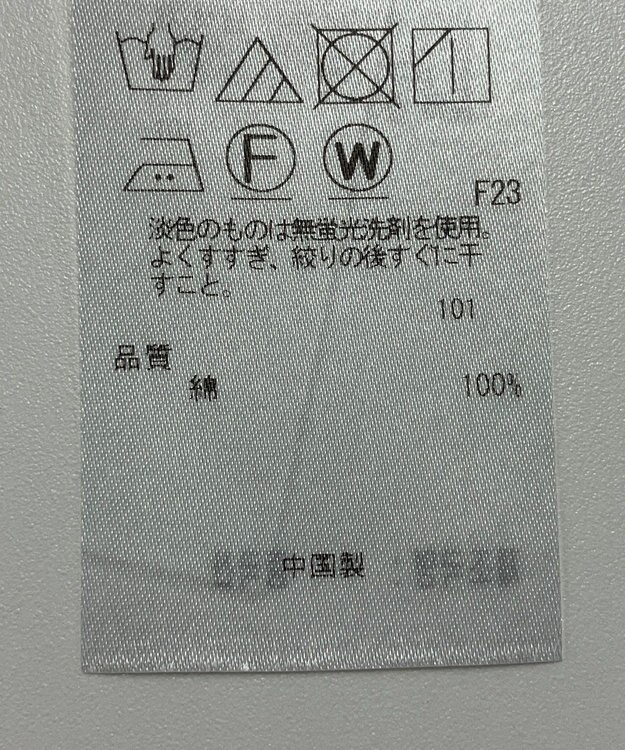 F W
F23
淡色のものは無蛍光洗剤を使用。
よくすすぎ、絞りの後すぐに干
すこと。
101
品質
綿 100%
中国製